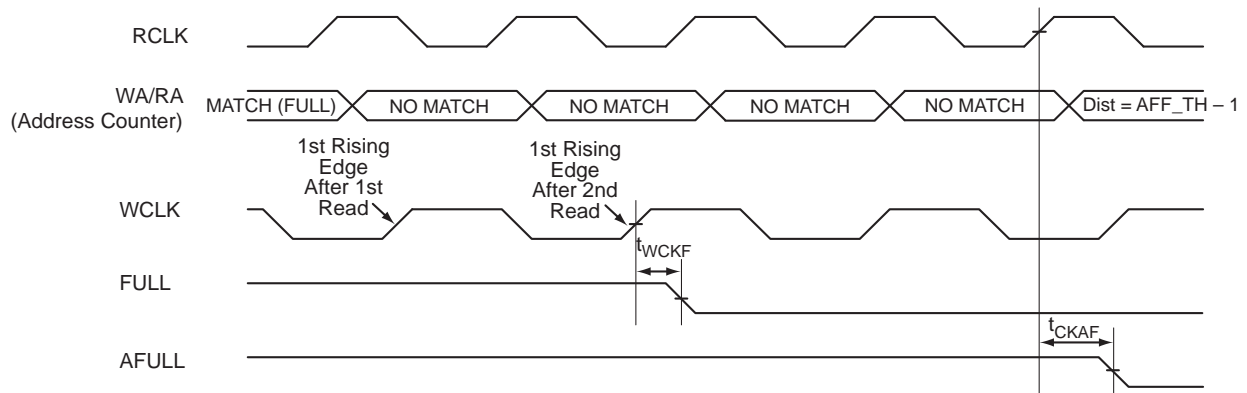 RCLK
WA/RA
(Address Counter)
MATCH (FULL)
NO MATCH
NO MATCH
NO MATCH
NO MATCH
Dist = AFF_TH – 1
1st Rising
Edge
After 1st
Read
1st Rising
Edge
After 2nd
Read
WCLK
tWCKF
FULL
tCKAF
AFULL